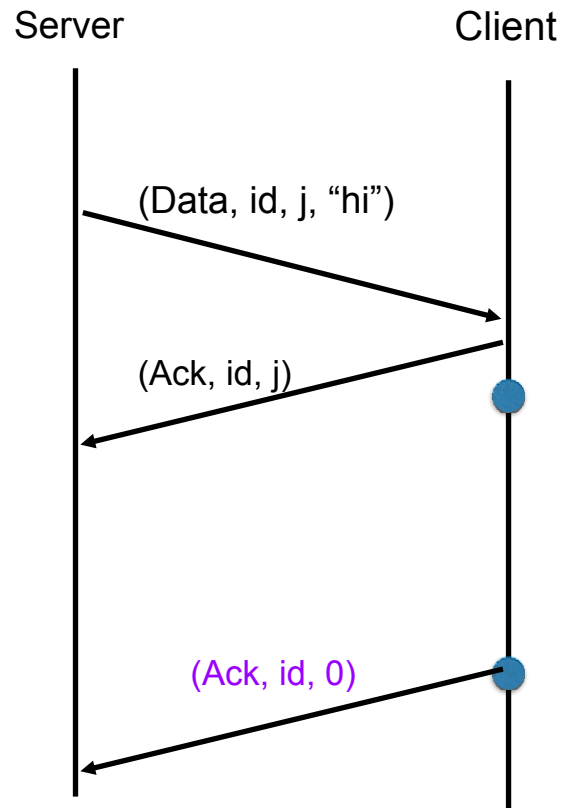 Server
Client
(Data, id, j, “hi”)
(Ack, id, j)
(Ack, id, 0)